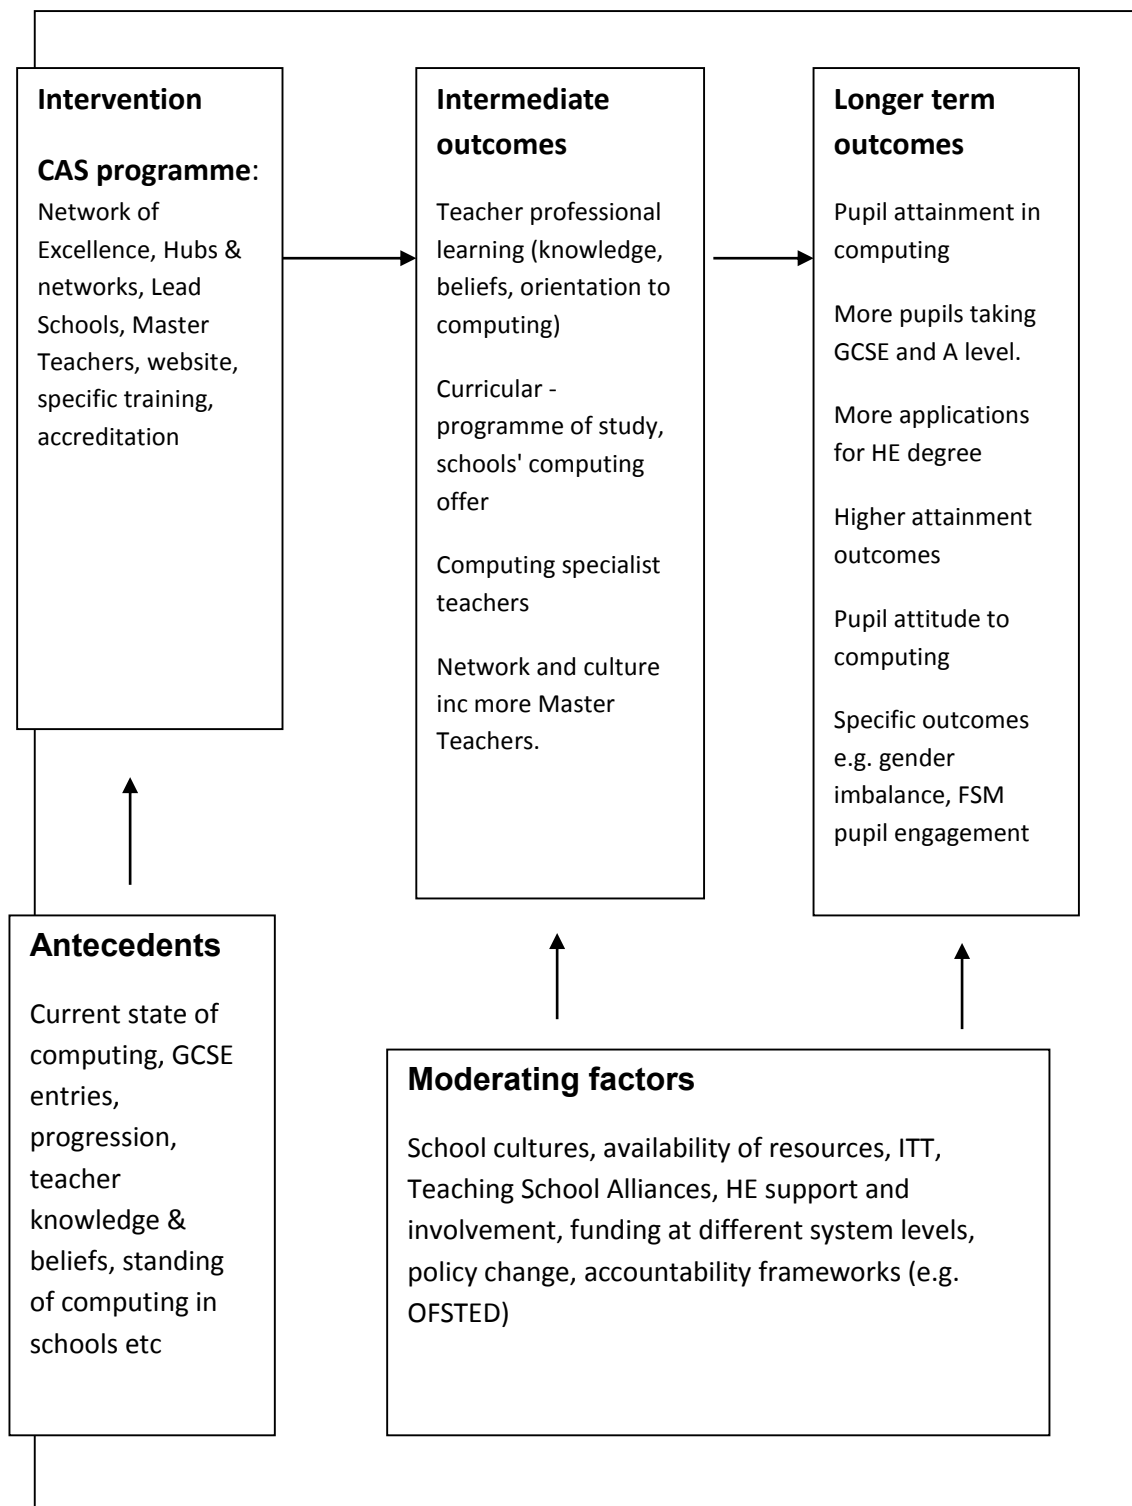 Intervention
CAS programme:
Network of
Excellence, Hubs &
networks, Lead
Schools, Master
Teachers, website,
specific training,
accreditation
Intermediate
outcomes
Teacher professional
learning (knowledge,
beliefs, orientation to
computing)
Curricular -
programme of study,
schools' computing
offer
Computing specialist
teachers
Network and culture
inc more Master
Teachers.
Longer term
outcomes
Pupil attainment in
computing
More pupils taking
GCSE and A level.
More applications
for HE degree
Higher attainment
outcomes
Pupil attitude to
computing
Specific outcomes
e.g. gender
imbalance, FSM
pupil engagement
Antecedents
Current state of
computing, GCSE
entries,
progression,
teacher
knowledge &
beliefs, standing
of computing in
schools etc
Moderating factors
School cultures, availability of resources, ITT,
Teaching School Alliances, HE support and
involvement, funding at different system levels,
policy change, accountability frameworks (e.g.
OFSTED)